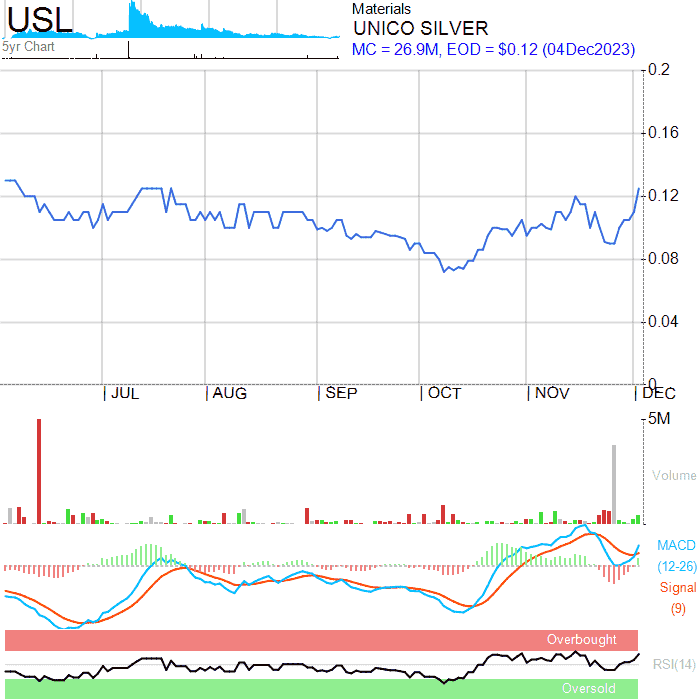 USL
5yr Chart
Materials
UNICO SILVER
MC = 26.9M, EOD = $0.12 (04Dec2023)
0.2
0.16
0.12
0.08
0.04
0
JUL AUG SEP OCT NOV DEC
5M
Volume
MACD
(12-26)
Signal
(9)
Overbought
RSI(14)
Oversold